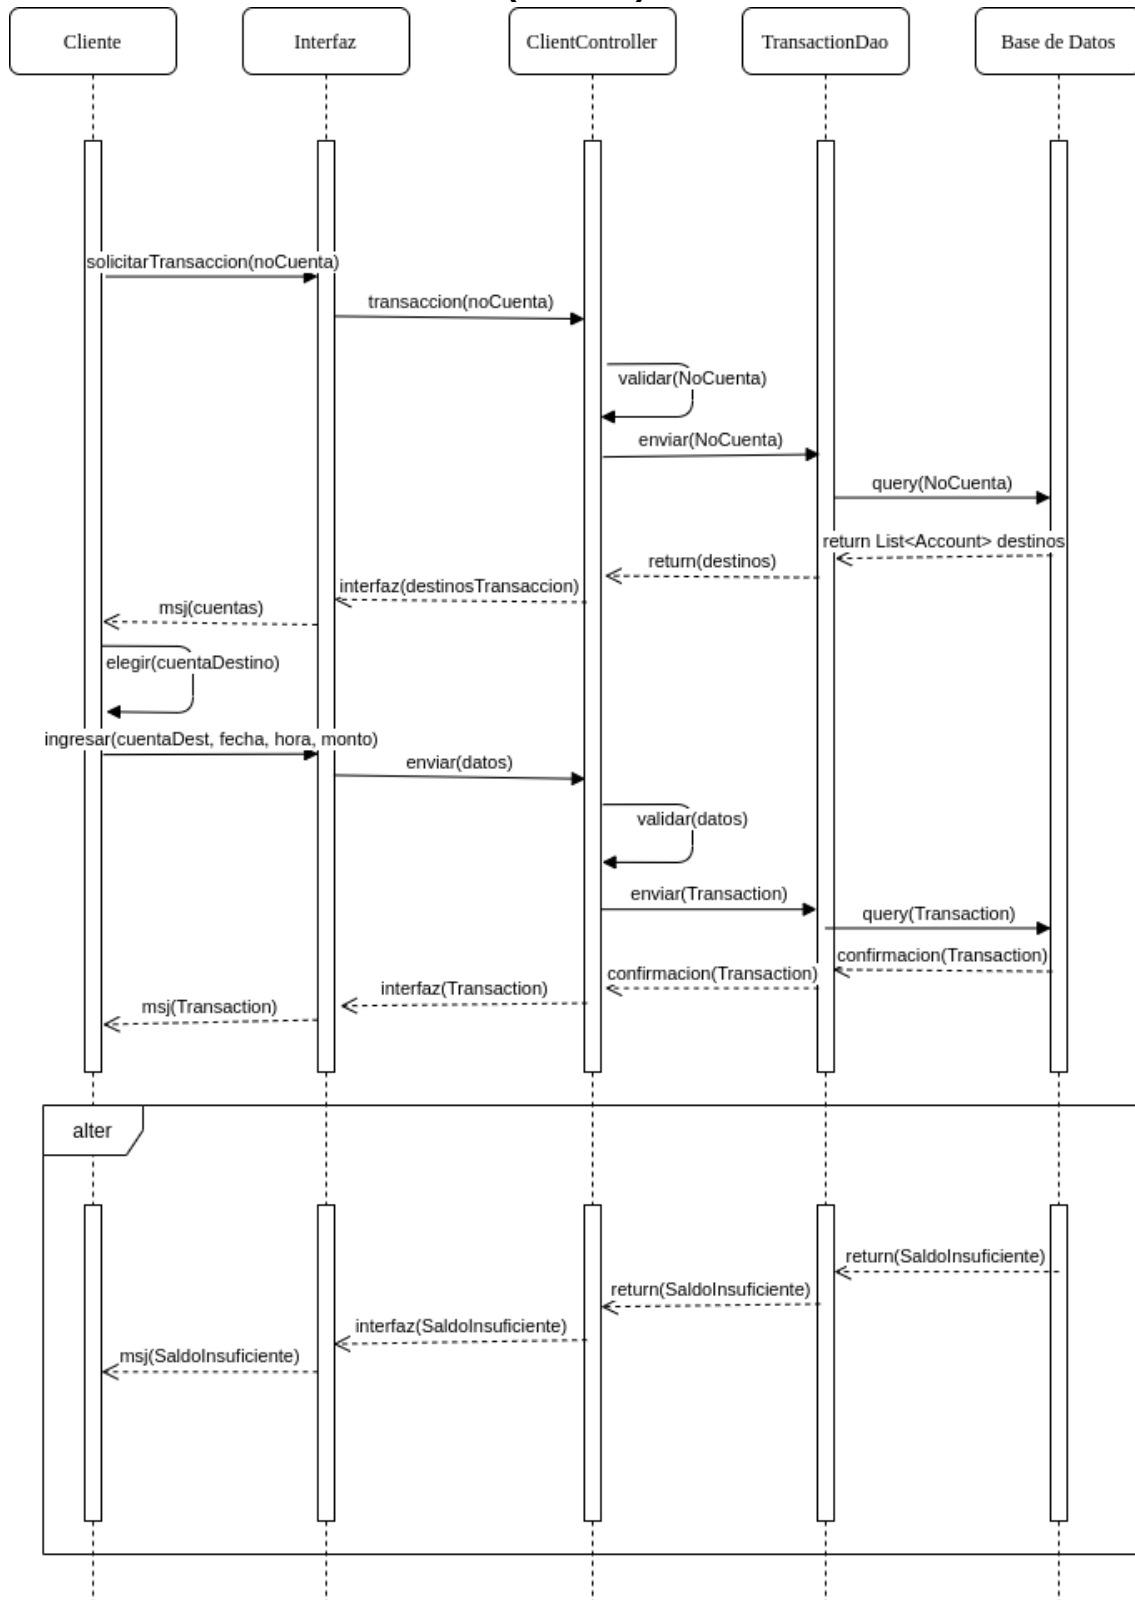 Cliente
Interfaz
ClientController
TransactionDao
Base de Datos
solicitarTransaccion(noCuenta)
transaccion(noCuenta)
validar(NoCuenta)
enviar(NoCuenta)
query(NoCuenta)
return List<Account> destinos
return(destinos)
interfaz(destinosTransaccion)
msj(cuentas)
elegir(cuentaDestino)
ingresar(cuentaDest, fecha, hora, monto)
enviar(datos)
validar(datos)
enviar(Transaction)
query(Transaction)
confirmacion(Transaction)
confirmacion(Transaction)
interfaz(Transaction)
msj(Transaction)
alter
return(SaldoInsuficiente)
return(SaldoInsuficiente)
interfaz(SaldoInsuficiente)
msj(SaldoInsuficiente)